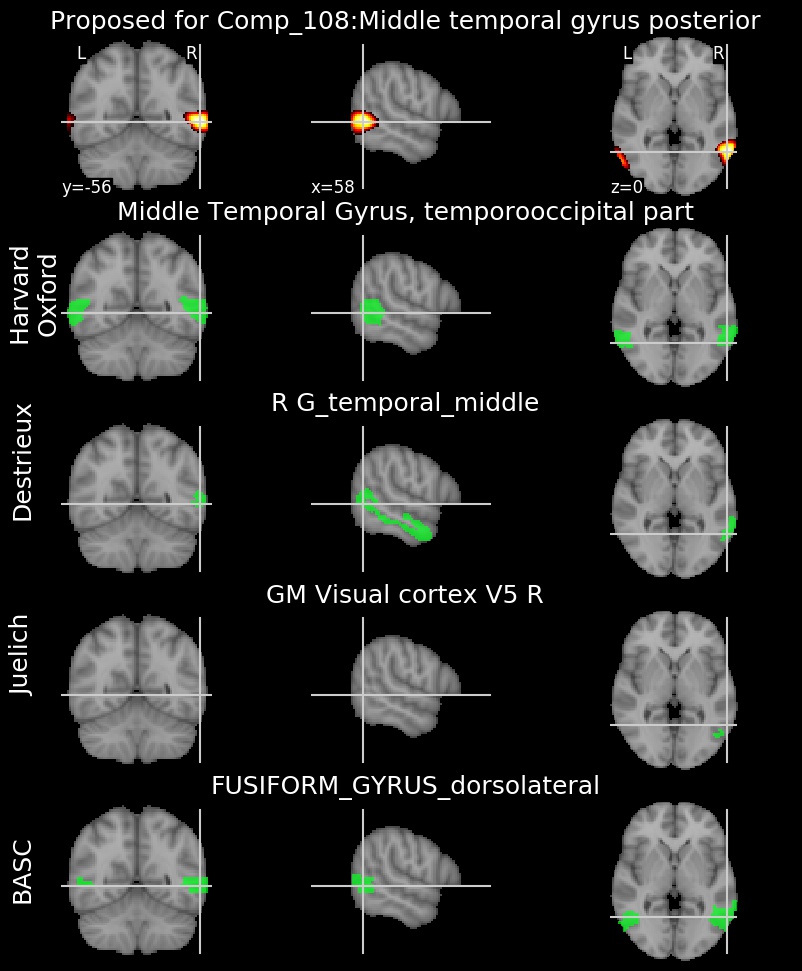 Proposed for Comp_108:Middle temporal gyrus posterior
L R
L R
y=-56
x=58
z=0
Middle Temporal Gyrus, temporooccipital part
Harvard
Oxford
R G_temporal_middle
Destrieux
GM Visual cortex V5 R
Juelich
FUSIFORM_GYRUS_dorsolateral
BASC